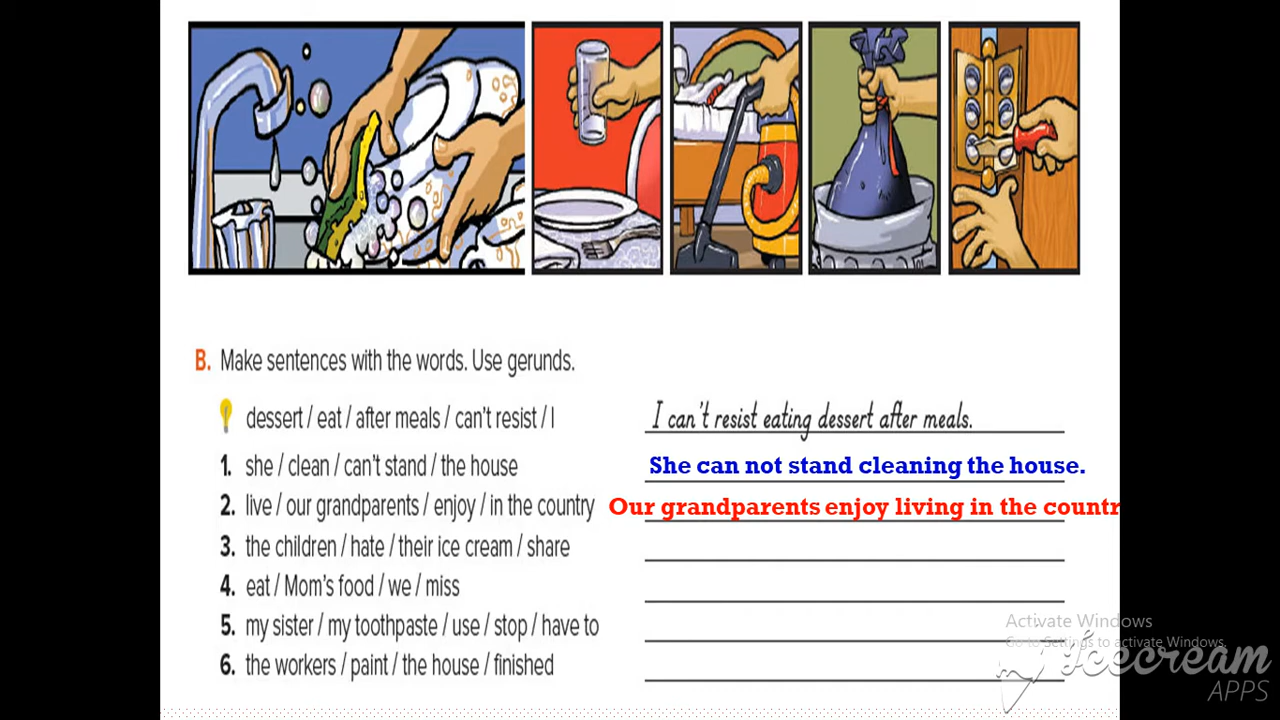 B. Make sentences with the words. Use gerunds.
dessert / eat / after meals / can't resist / I
I can't resist eating dessert after meals.
1. she / clean / can't stand / the house
She can not stand cleaning the house.
2. live / our grandparents / enjoy / in the country
Our grandparents enjoy living in the countr
3. the children / hate / their ice cream / share
4. eat / Mom's food / we / miss
5. my sister / my toothpaste / use / stop / have to
6. the workers / paint / the house / finished
Activate Windows
Go to Settings to activate Windows.
Icecream
APPS